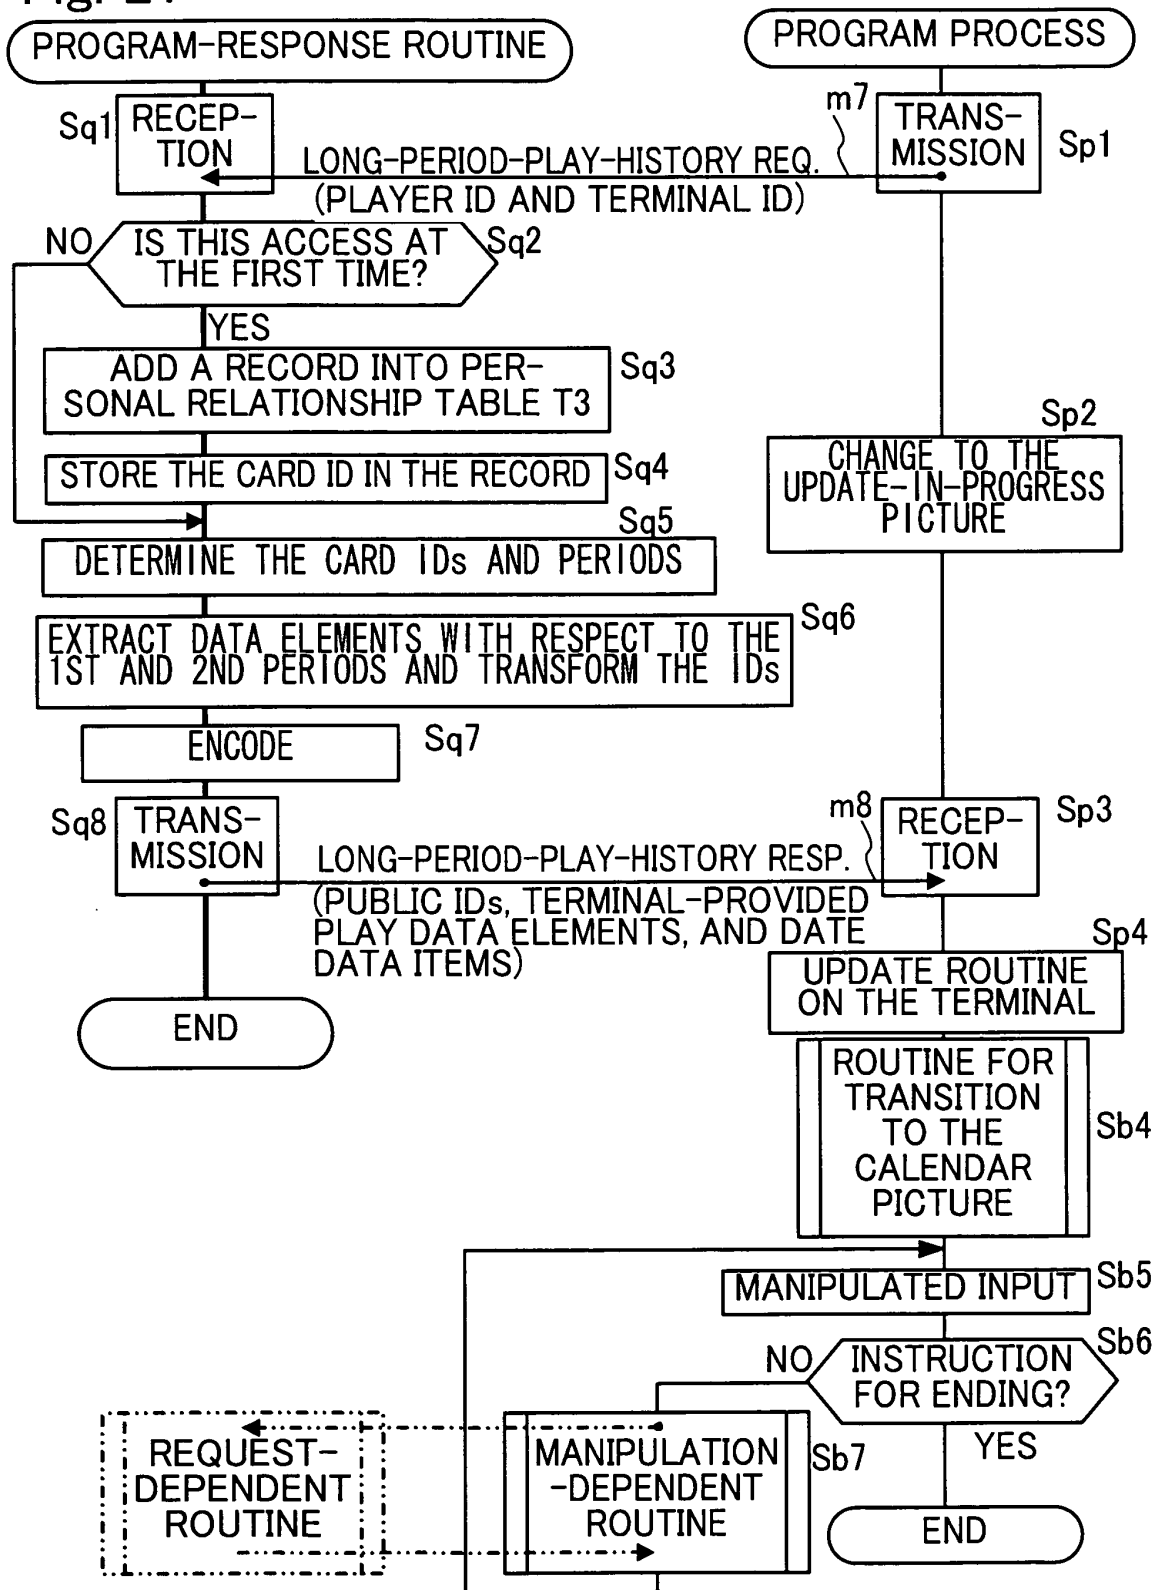 PROGRAM-RESPONSE ROUTINE
PROGRAM PROCESS
Sq1
RECEP-
TION
m7
TRANS-
MISSION
Sp1
LONG-PERIOD-PLAY-HISTORY REQ.
(PLAYER ID AND TERMINAL ID)
NO
IS THIS ACCESS AT
THE FIRST TIME?
Sq2
YES
ADD A RECORD INTO PER-
SONAL RELATIONSHIP TABLE T3
Sq3
STORE THE CARD ID IN THE RECORD
Sq4
Sp2
CHANGE TO THE
UPDATE-IN-PROGRESS
PICTURE
Sq5
DETERMINE THE CARD IDs AND PERIODS
EXTRACT DATA ELEMENTS WITH RESPECT TO THE
1ST AND 2ND PERIODS AND TRANSFORM THE IDs
Sq6
ENCODE
Sq7
Sq8
TRANS-
MISSION
m8
RECEP-
TION
Sp3
LONG-PERIOD-PLAY-HISTORY RESP.
(PUBLIC IDs, TERMINAL-PROVIDED
PLAY DATA ELEMENTS, AND DATE
DATA ITEMS)
END
Sp4
UPDATE ROUTINE
ON THE TERMINAL
ROUTINE FOR
TRANSITION
TO THE
CALENDAR
PICTURE
Sb4
MANIPULATED INPUT
Sb5
NO
INSTRUCTION
FOR ENDING?
Sb6
YES
REQUEST-
DEPENDENT
ROUTINE
MANIPULATION
-DEPENDENT
ROUTINE
Sb7
END